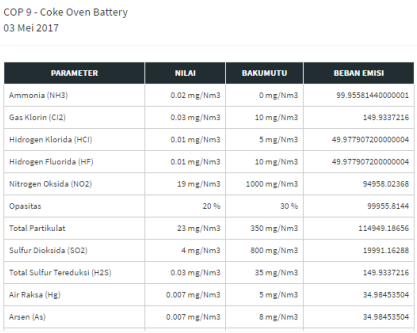 COP 9 - Coke Oven Battery
03 Mei 2017
PARAMETER NILAI BAKUMUTU BEBAN EMISI
Ammonia (NH3) 0.02 mg/Nm3 0 mg/Nm3 99.95581440000001
Gas Klorin (Cl2) 0.03 mg/Nm3 10 mg/Nm3 149.9337216
Hidrogen Klorida (HCl) 0.01 mg/Nm3 5 mg/Nm3 49.977907200000004
Hidrogen Fluorida (HF) 0.01 mg/Nm3 10 mg/Nm3 49.977907200000004
Nitrogen Oksida (NO2) 19 mg/Nm3 1000 mg/Nm3 94958.02368
Opasitas 20 % 30 % 99955.8144
Total Partikulat 23 mg/Nm3 350 mg/Nm3 114949.18656
Sulfur Dioksida (SO2) 4 mg/Nm3 800 mg/Nm3 19991.16288
Total Sulfur Tereduksi (H2S) 0.03 mg/Nm3 35 mg/Nm3 149.9337216
Air Raksa (Hg) 0.007 mg/Nm3 5 mg/Nm3 34.98453504
Arsen (As) 0.007 mg/Nm3 8 mg/Nm3 34.98453504